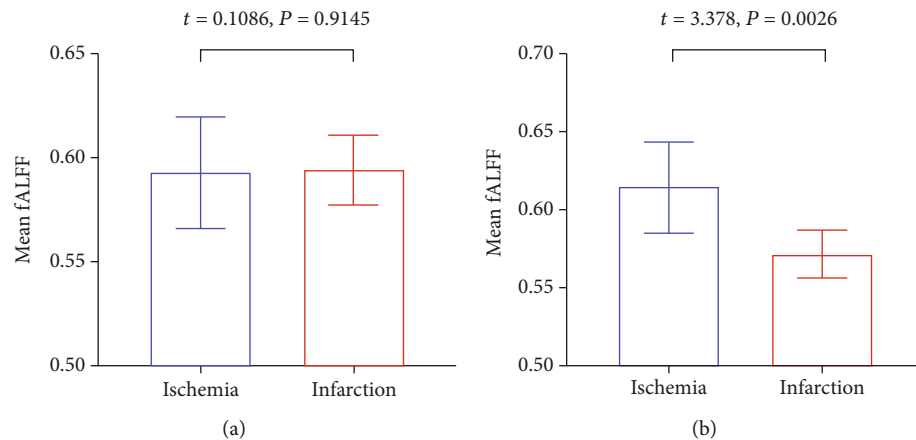 t = 0.1086, P = 0.9145
0.65
0.60
0.55
0.50
Mean fALFF
Ischemia
Infarction
(a)
t = 3.378, P = 0.0026
0.70
0.65
0.60
0.55
0.50
Mean fALFF
Ischemia
Infarction
(b)